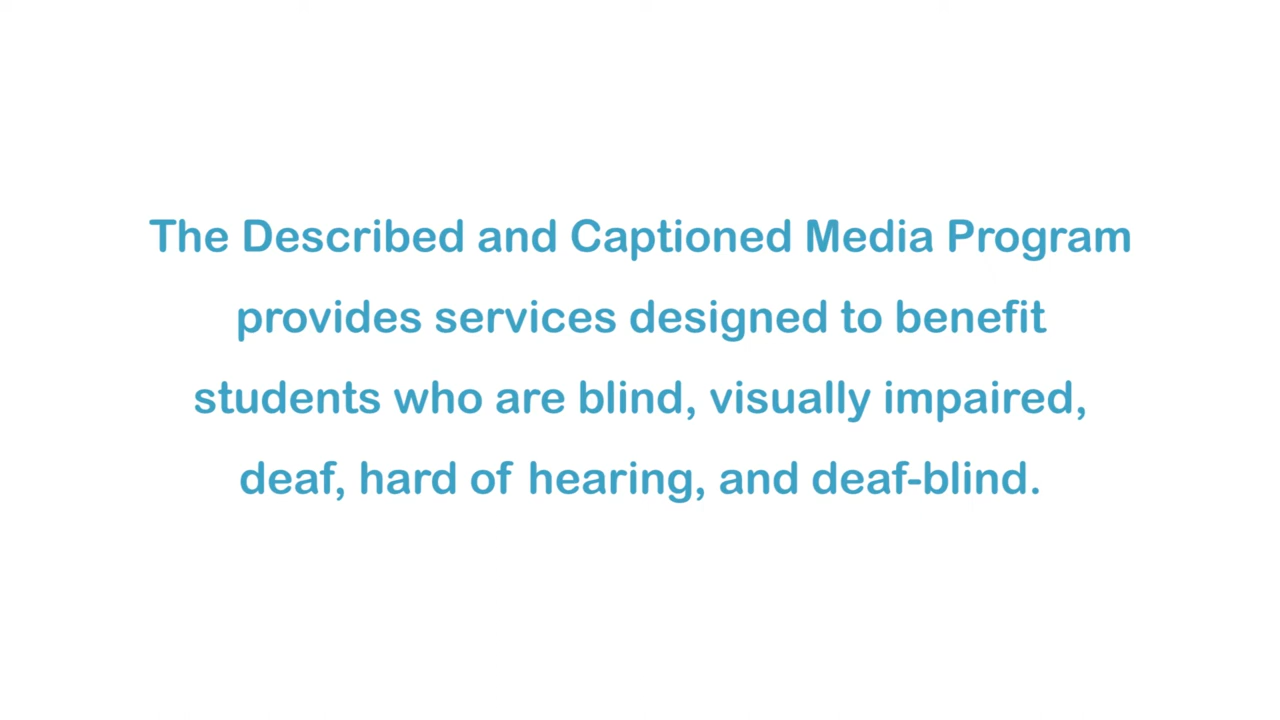 The Described and Captioned Media Program
provides services designed to benefit
students who are blind, visually impaired,
deaf, hard of hearing, and deaf-blind.